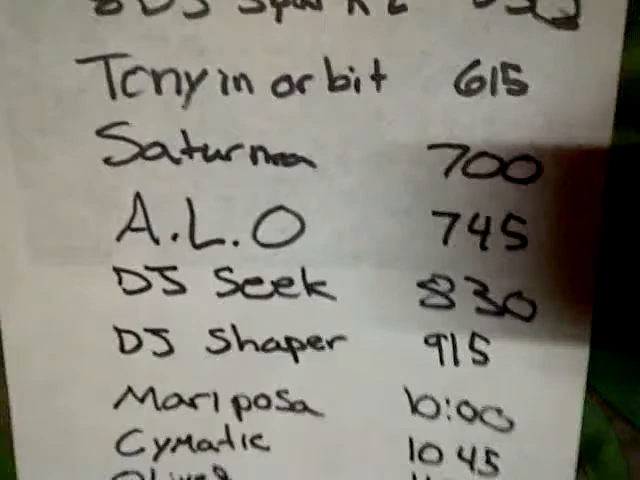 Tony in orbit 615
Saturnna 700
A.L.O 745
DJ Seek 830
DJ Shaper 915
Mariposa 10:00
Cymatic 10 45